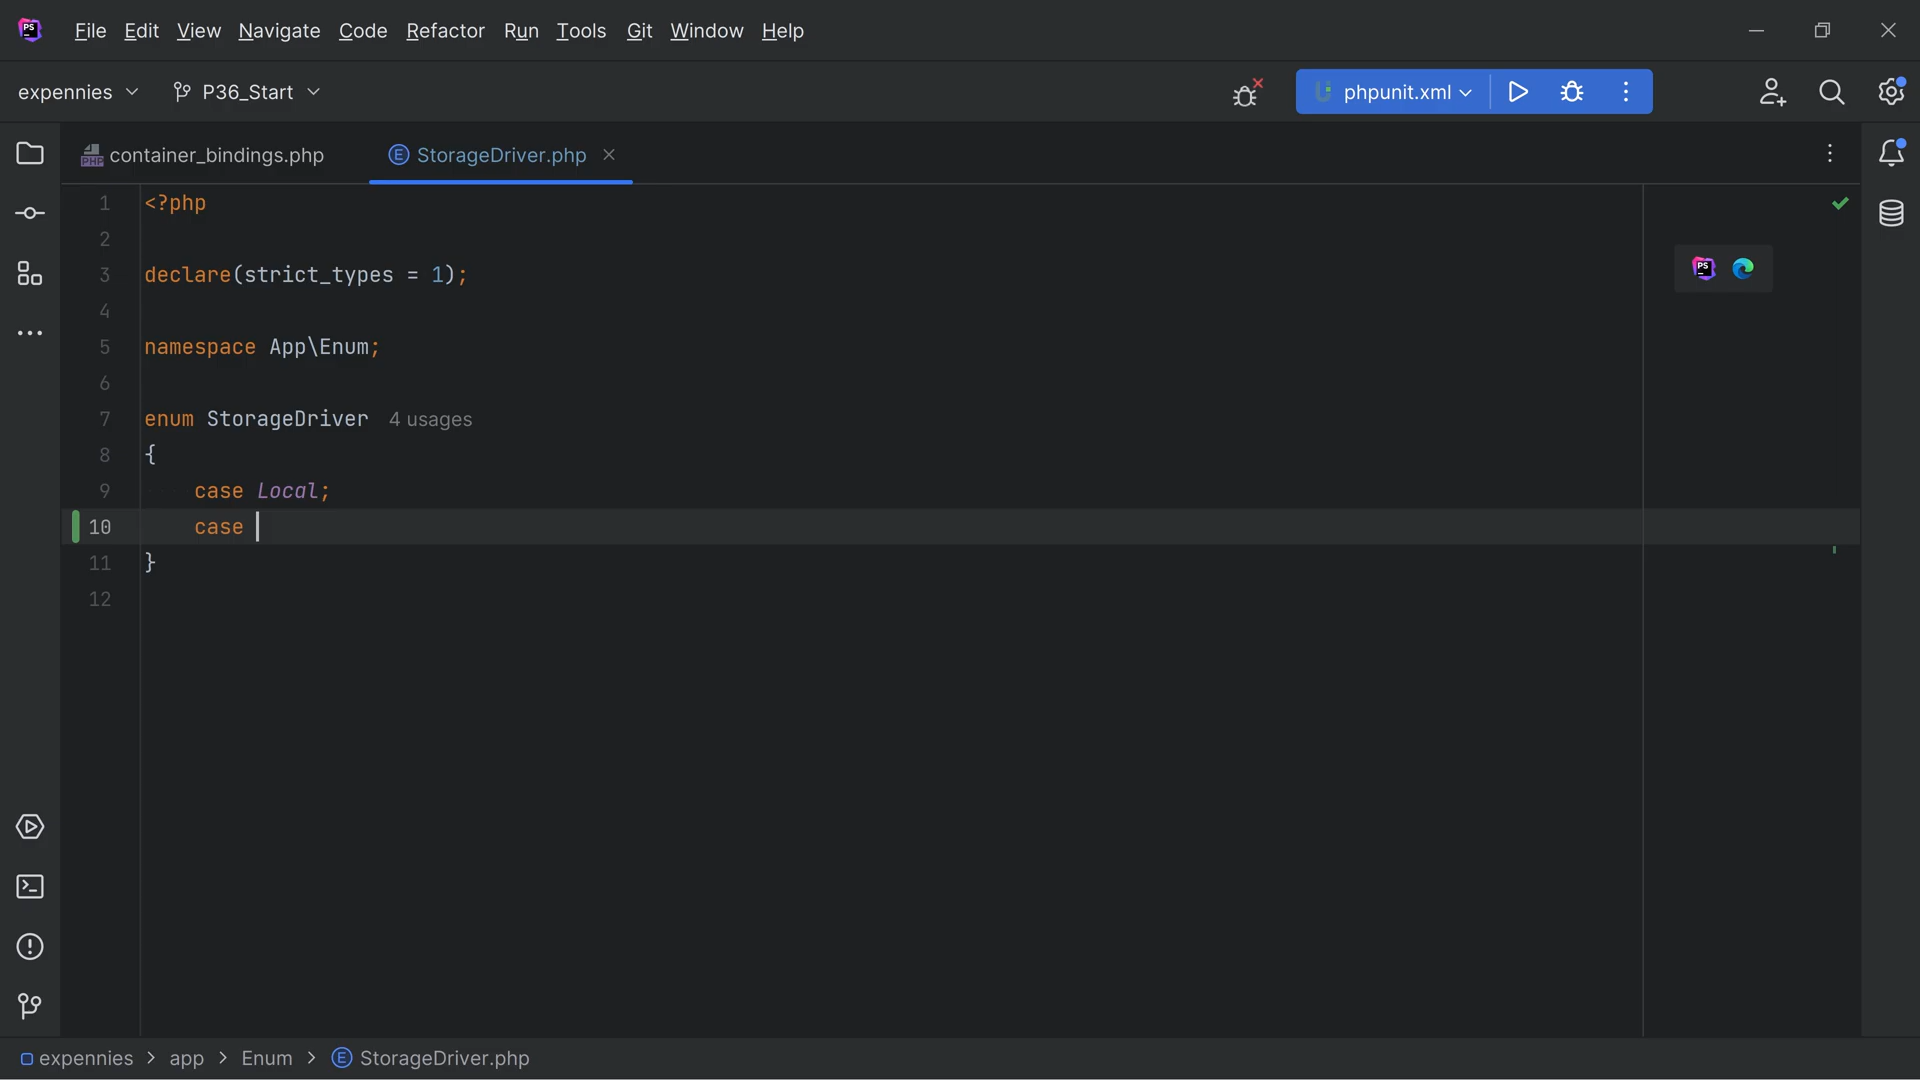 File Edit View Navigate Code Refactor Run Tools Git Window Help
expennies P36_Start phpunit.xml
container_bindings.php StorageDriver.php
1 <?php
2
3 declare(strict_types = 1);
4
5 namespace App\Enum;
6
7 enum StorageDriver 4 usages
8 {
9 case Local;
10 case
11 }
12
expennies > app > Enum > StorageDriver.php